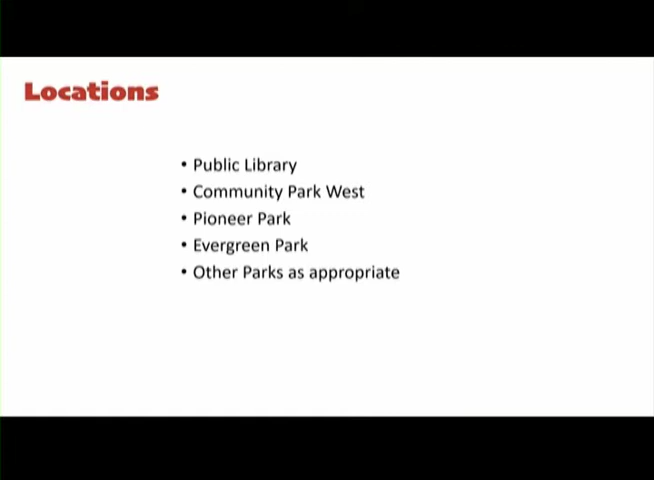 Locations
• Public Library
• Community Park West
• Pioneer Park
• Evergreen Park
• Other Parks as appropriate